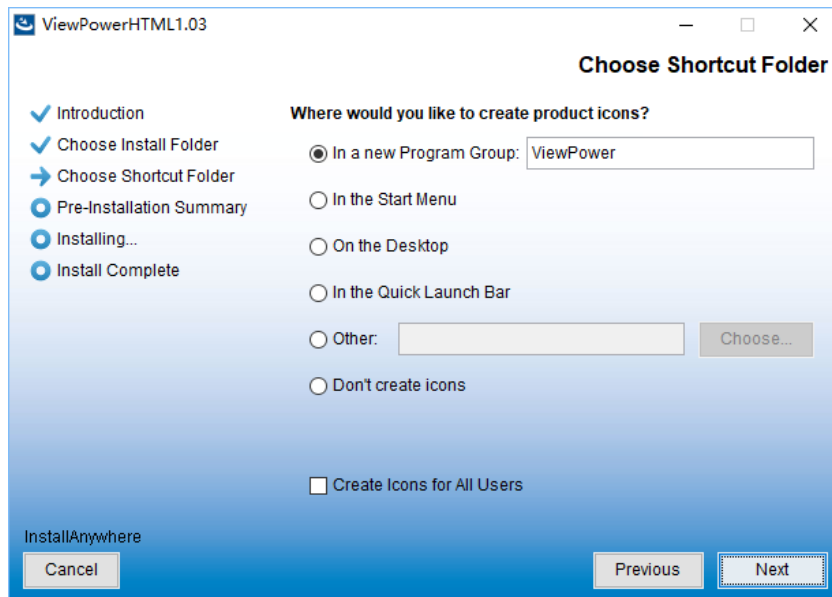 ViewPowerHTML1.03
Choose Shortcut Folder
Introduction
Choose Install Folder
Choose Shortcut Folder
Pre-Installation Summary
Installing...
Install Complete
Where would you like to create product icons?
In a new Program Group: ViewPower
In the Start Menu
On the Desktop
In the Quick Launch Bar
Other: Choose...
Don't create icons
Create Icons for All Users
InstallAnywhere
Cancel Previous Next